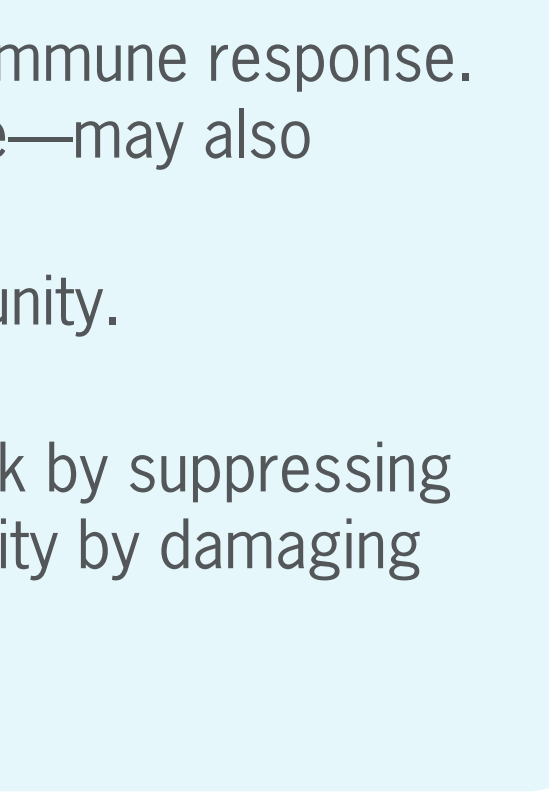 mmune response.
e—may also
unity.
k by suppressing
ity by damaging